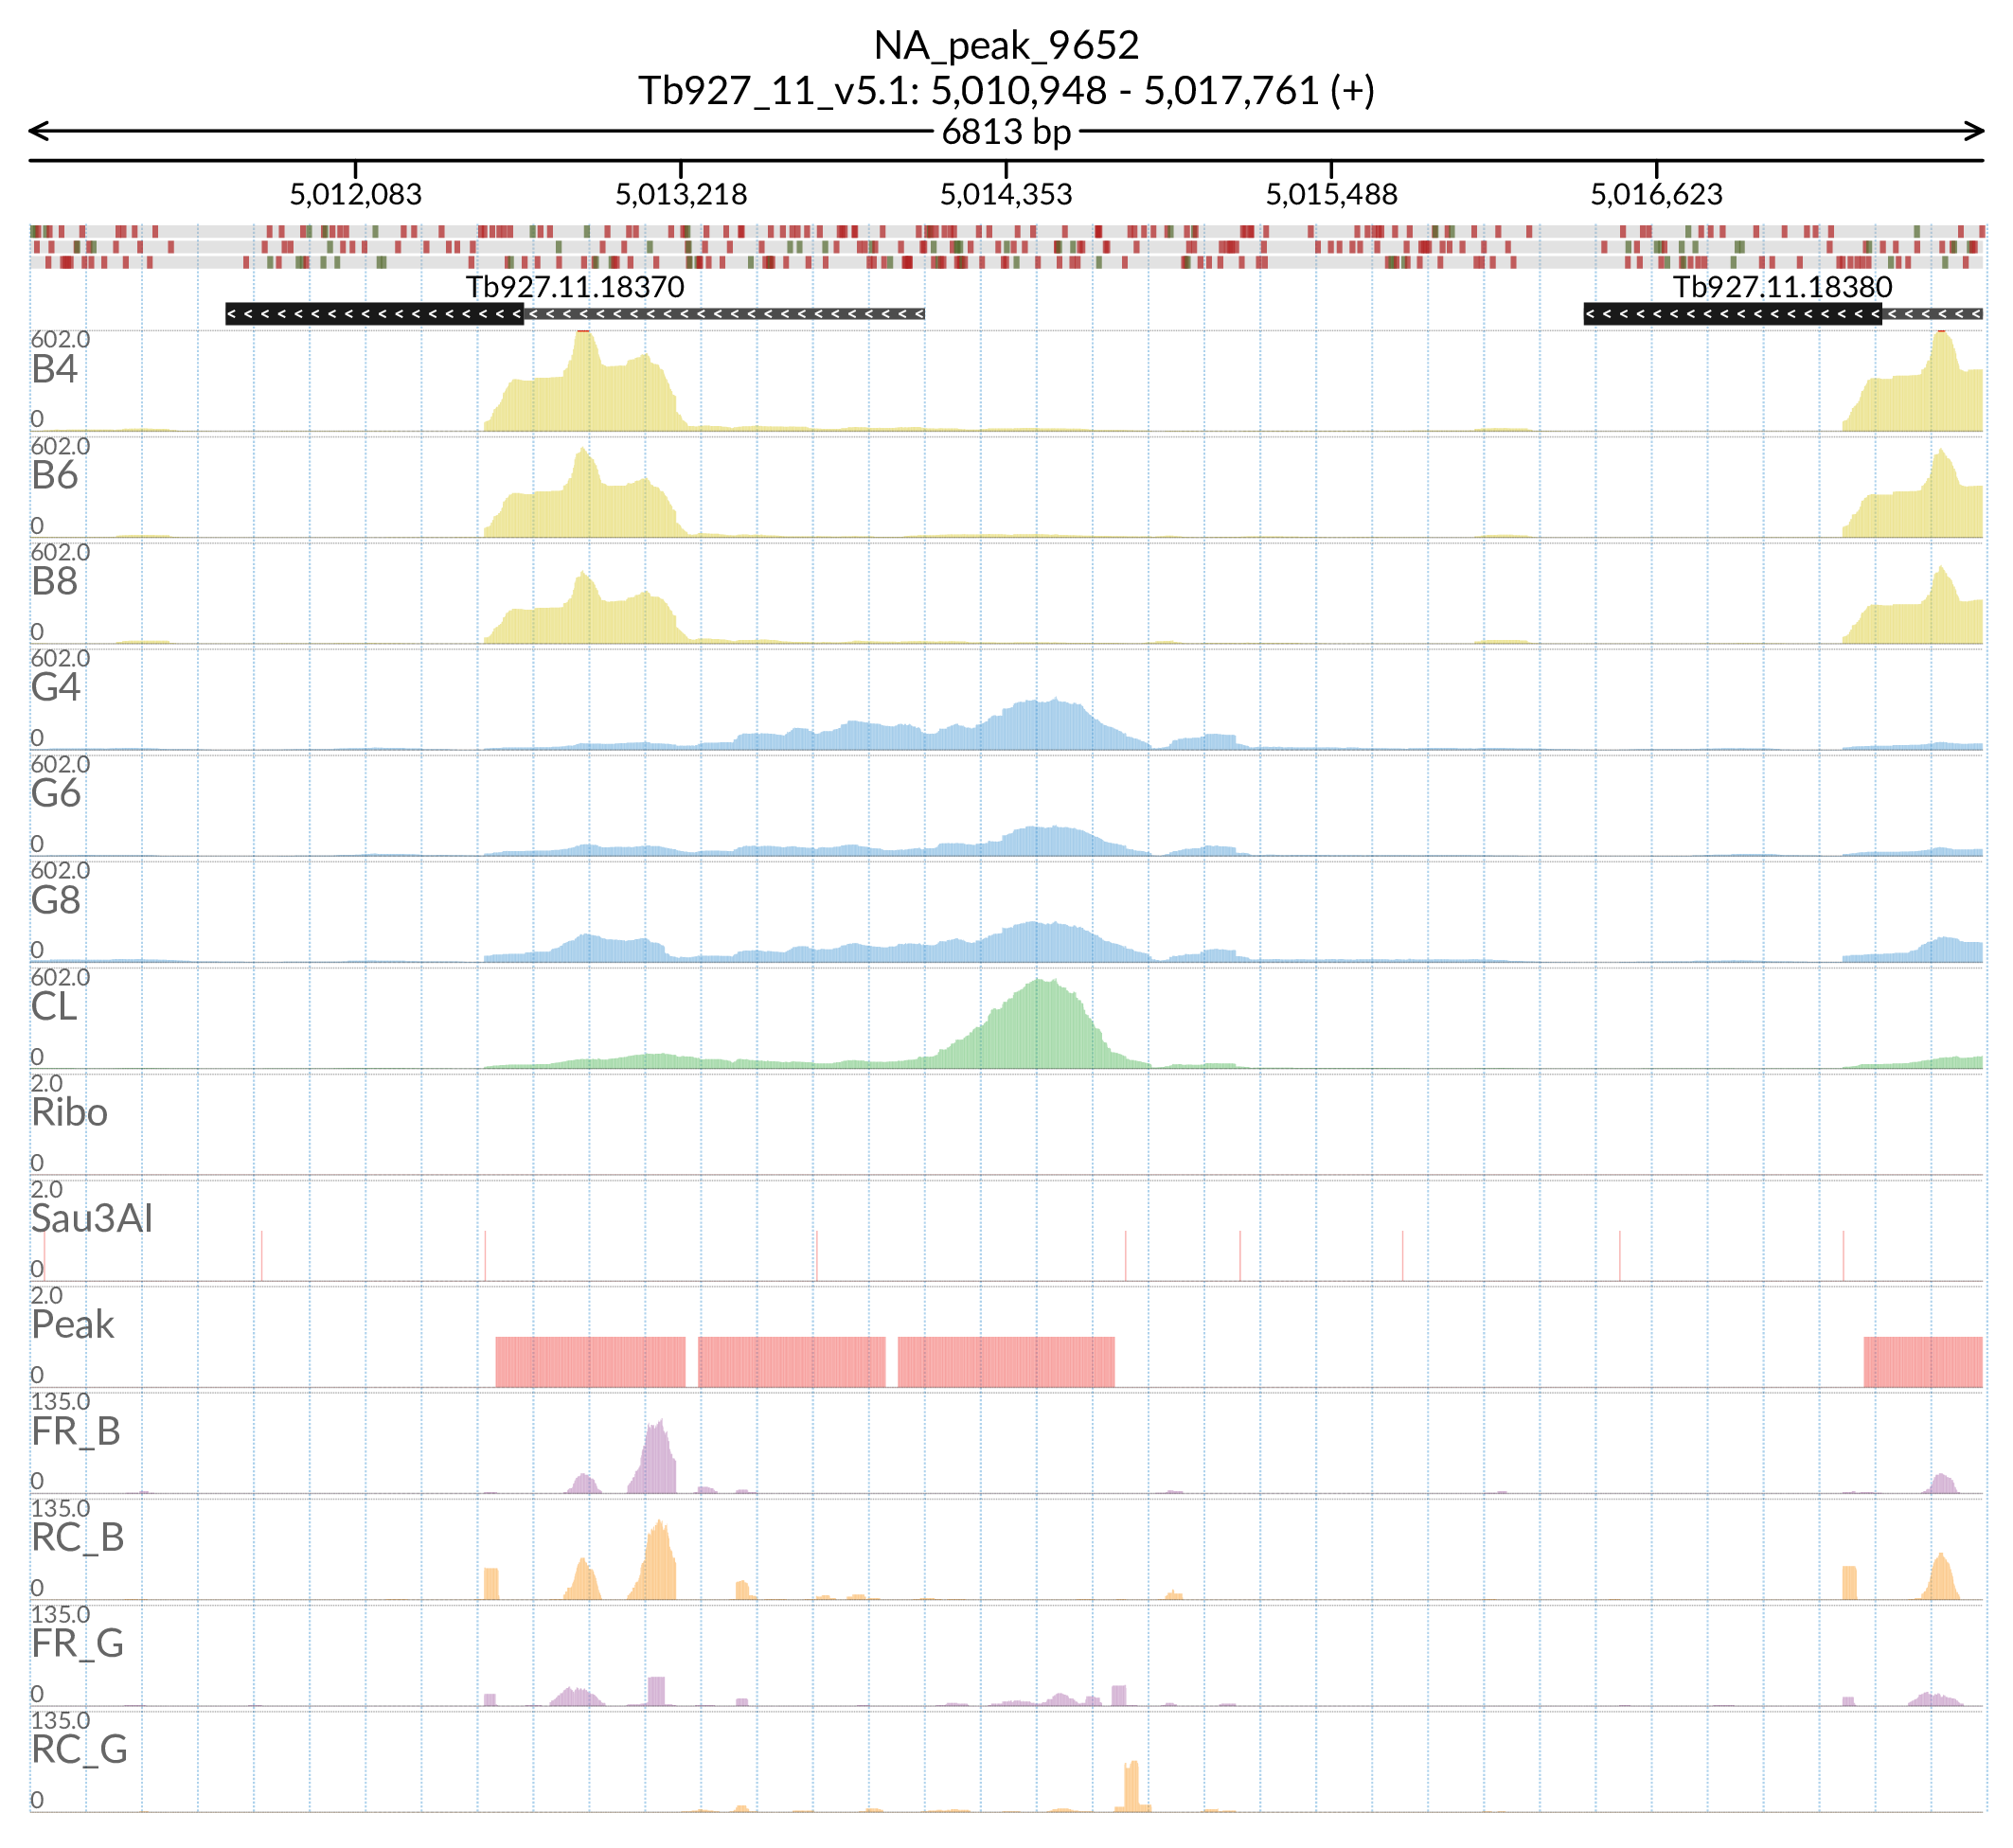 NA_peak_9652
Tb927_11_v5.1: 5,010,948 - 5,017,761 (+)
6813 bp
5,012,083 5,013,218 5,014,353 5,015,488 5,016,623
Tb927.11.18370 Tb927.11.18380
602.0
B4
0
602.0
B6
0
602.0
B8
0
602.0
G4
0
602.0
G6
0
602.0
G8
0
602.0
CL
0
2.0
Ribo
0
2.0
Sau3AI
0
2.0
Peak
0
135.0
FR_B
0
135.0
RC_B
0
135.0
FR_G
0
135.0
RC_G
0